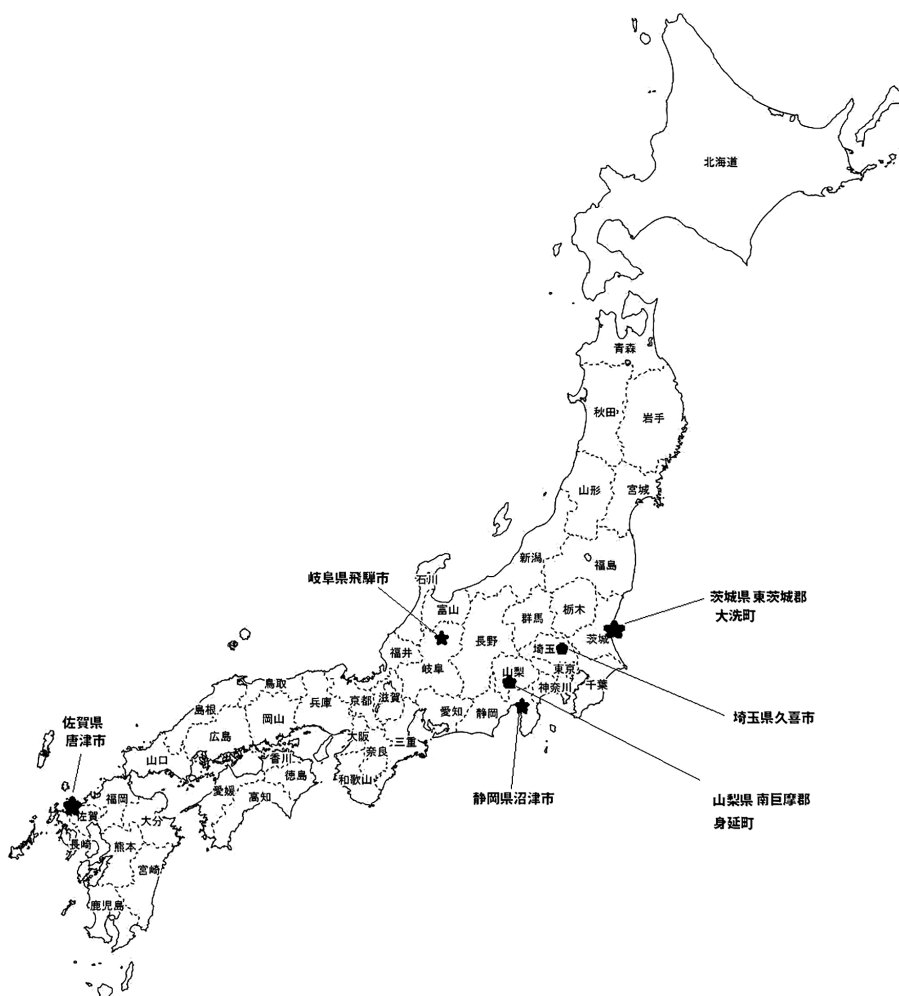 北海道
青森
秋田
岩手
山形
宮城
新潟
福島
岐阜県飛騨市
石川
富山
群馬
栃木
茨城県 東茨城郡
大洗町
茨城
長野
埼玉
福井
岐阜
山梨
東京
神奈川
千葉
鳥取
島根
岡山
兵庫
京都
滋賀
愛知
静岡
埼玉県久喜市
佐賀県
唐津市
広島
大阪
奈良
三重
山口
香川
徳島
和歌山
愛媛
高知
静岡県沼津市
山梨県 南巨摩郡
身延町
福岡
佐賀
大分
長崎
熊本
宮崎
鹿児島